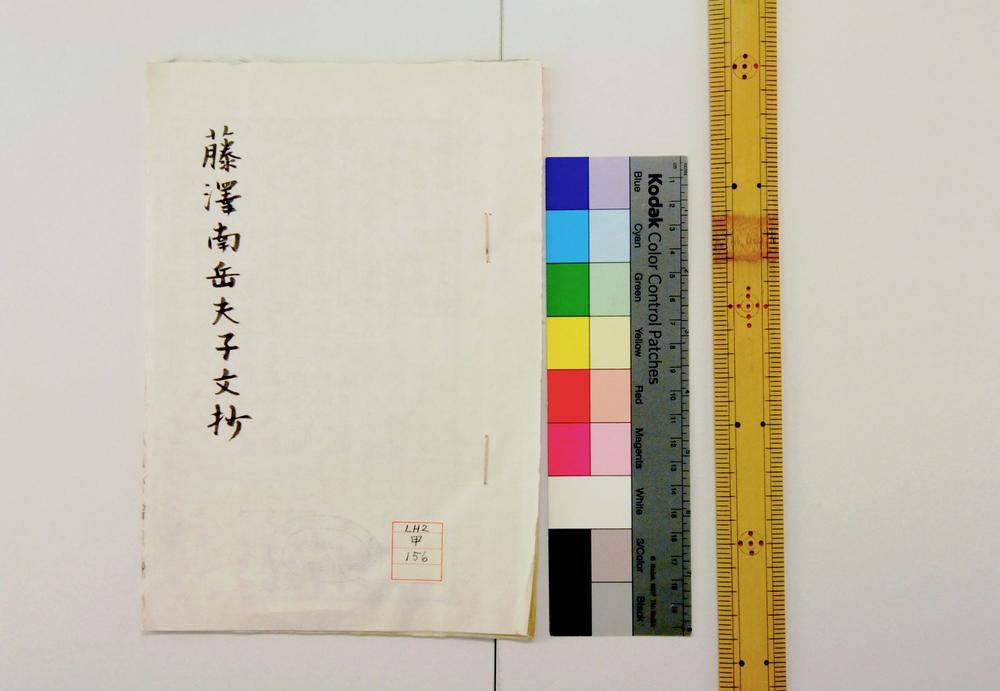 藤澤南岳夫子文抄
LH2
甲
156
Kodak Color Control Patches
Blue
Cyan
Green
Yellow
Red
Magenta
White
3/Color
Black